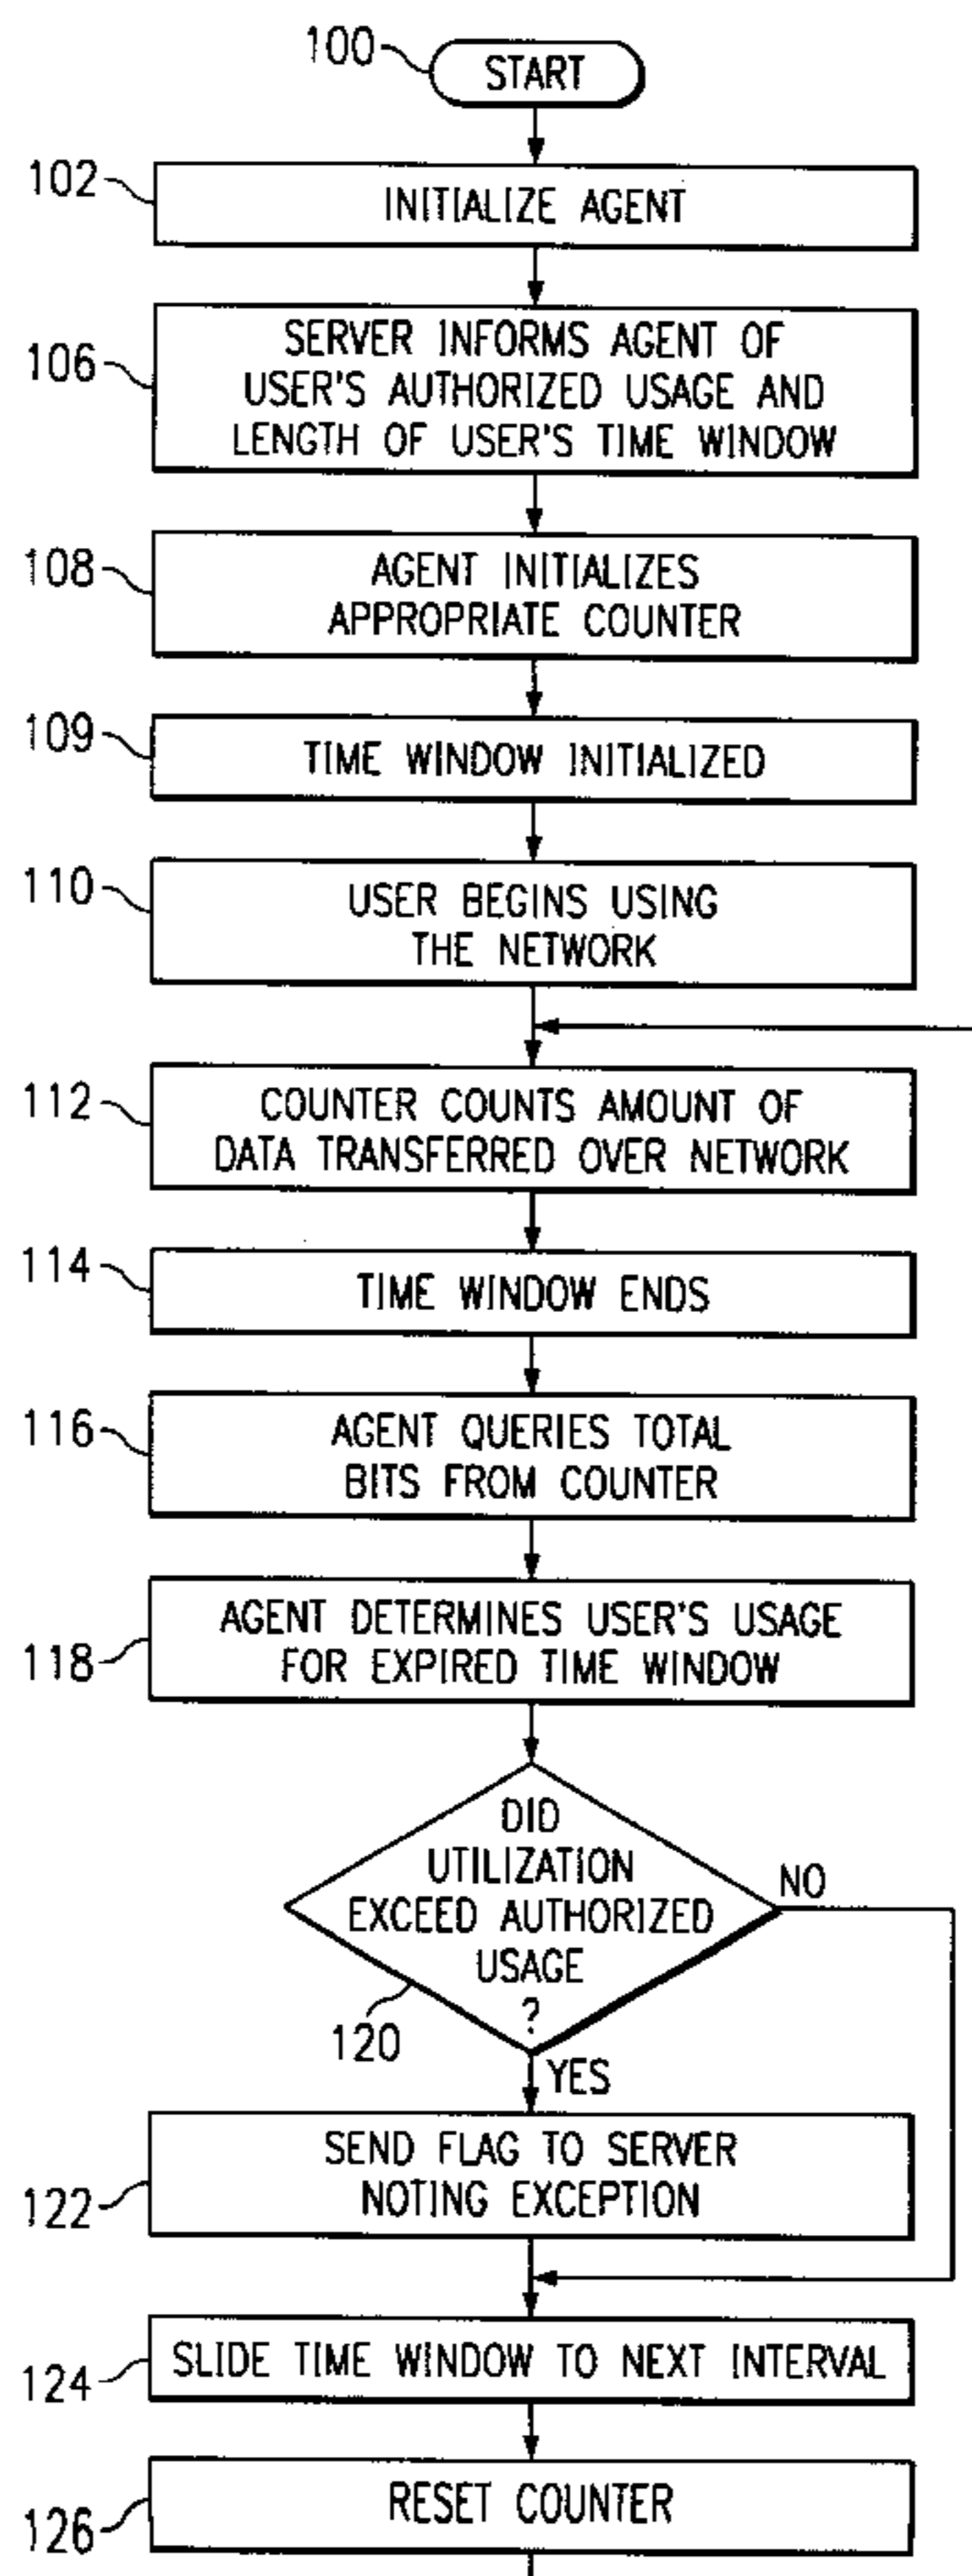 100
START
102
INITIALIZE AGENT
106
SERVER INFORMS AGENT OF
USER'S AUTHORIZED USAGE AND
LENGTH OF USER'S TIME WINDOW
108
AGENT INITIALIZES
APPROPRIATE COUNTER
109
TIME WINDOW INITIALIZED
110
USER BEGINS USING
THE NETWORK
112
COUNTER COUNTS AMOUNT OF
DATA TRANSFERRED OVER NETWORK
114
TIME WINDOW ENDS
116
AGENT QUERIES TOTAL
BITS FROM COUNTER
118
AGENT DETERMINES USER'S USAGE
FOR EXPIRED TIME WINDOW
DID
UTILIZATION
EXCEED AUTHORIZED
USAGE
?
NO
120
YES
122
SEND FLAG TO SERVER
NOTING EXCEPTION
124
SLIDE TIME WINDOW TO NEXT INTERVAL
126
RESET COUNTER